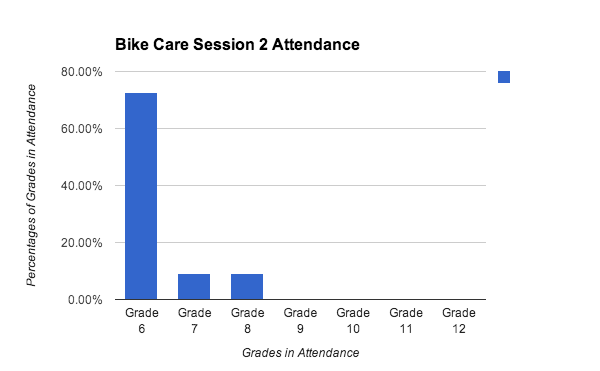 Bike Care Session 2 Attendance
80.00%
60.00%
40.00%
20.00%
0.00%
Percentages of Grades in Attendance
Grade 6
Grade 7
Grade 8
Grade 9
Grade 10
Grade 11
Grade 12
Grades in Attendance